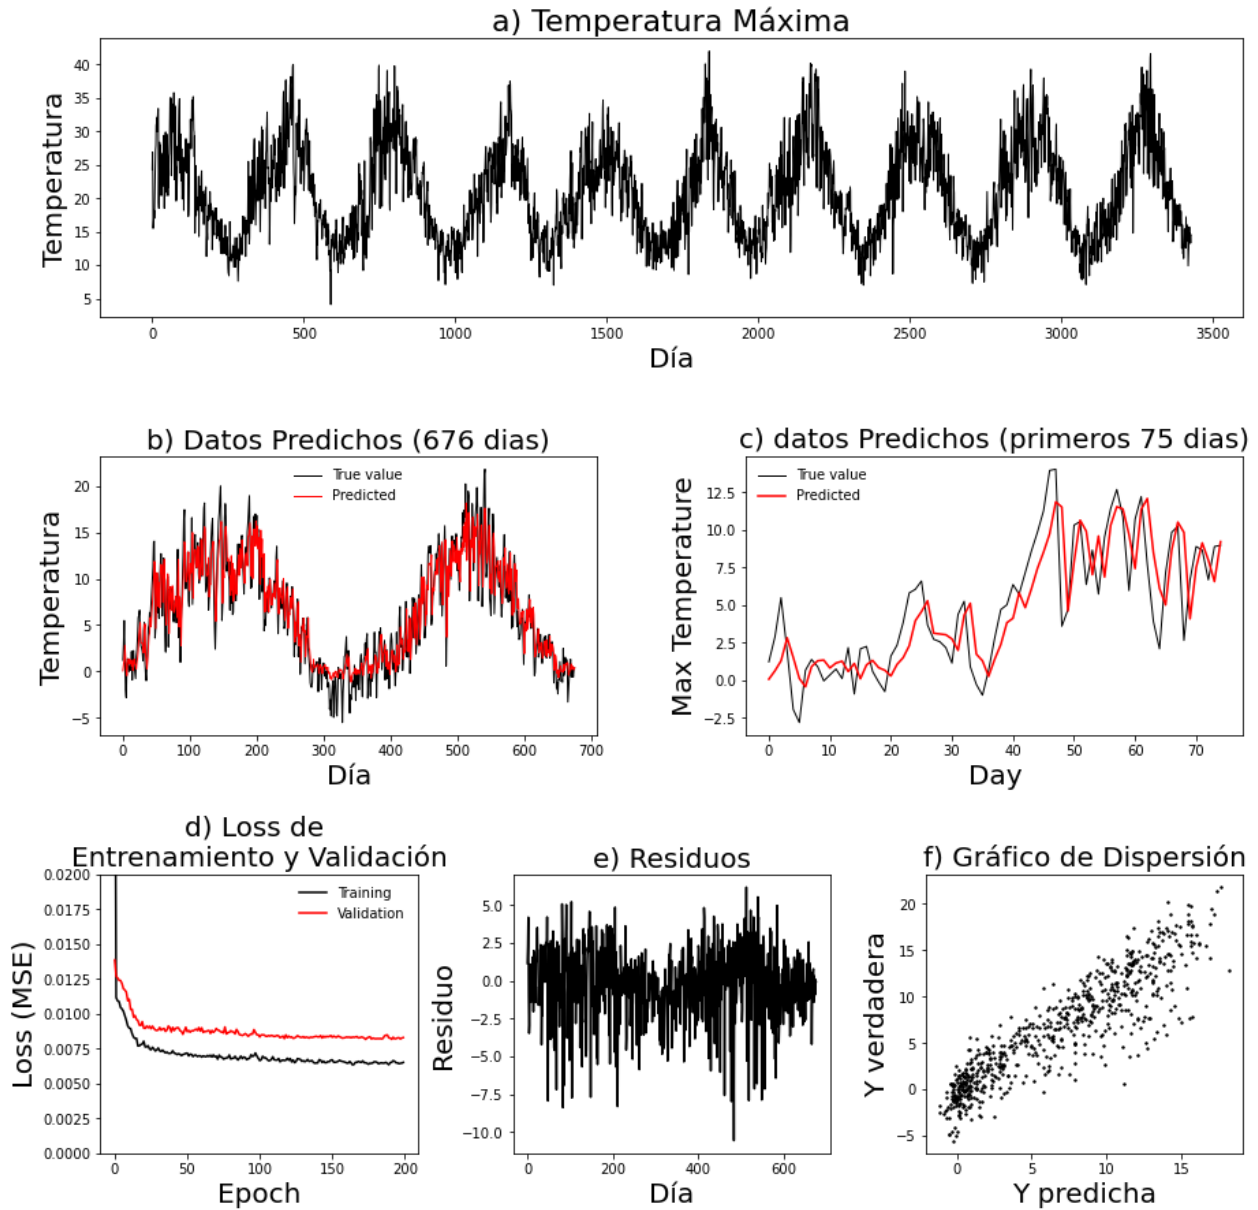 a) Temperatura Máxima
Temperatura
40
35
30
25
20
15
10
5
0 500 1000 1500 2000 2500 3000 3500
Día
b) Datos Predichos (676 dias)
True value
Predicted
Temperatura
20
15
10
5
0
−5
0 100 200 300 400 500 600 700
Día
c) datos Predichos (primeros 75 dias)
True value
Predicted
Max Temperature
12.5
10.0
7.5
5.0
2.5
0.0
−2.5
0 10 20 30 40 50 60 70
Day
d) Loss de
Entrenamiento y Validación
Training
Validation
Loss (MSE)
0.0200
0.0175
0.0150
0.0125
0.0100
0.0075
0.0050
0.0025
0.0000
0 50 100 150 200
Epoch
e) Residuos
Residuo
5.0
2.5
0.0
−2.5
−5.0
−7.5
−10.0
0 200 400 600
Día
f) Gráfico de Dispersión
Y verdadera
20
15
10
5
0
−5
0 5 10 15
Y predicha